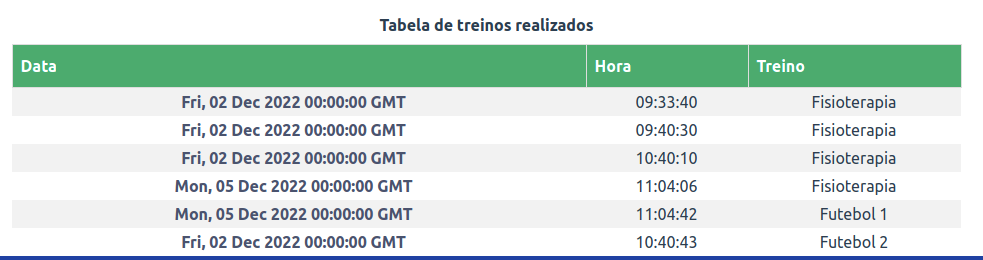 Tabela de treinos realizados
Data Hora Treino
Fri, 02 Dec 2022 00:00:00 GMT 09:33:40 Fisioterapia
Fri, 02 Dec 2022 00:00:00 GMT 09:40:30 Fisioterapia
Fri, 02 Dec 2022 00:00:00 GMT 10:40:10 Fisioterapia
Mon, 05 Dec 2022 00:00:00 GMT 11:04:06 Fisioterapia
Mon, 05 Dec 2022 00:00:00 GMT 11:04:42 Futebol 1
Fri, 02 Dec 2022 00:00:00 GMT 10:40:43 Futebol 2